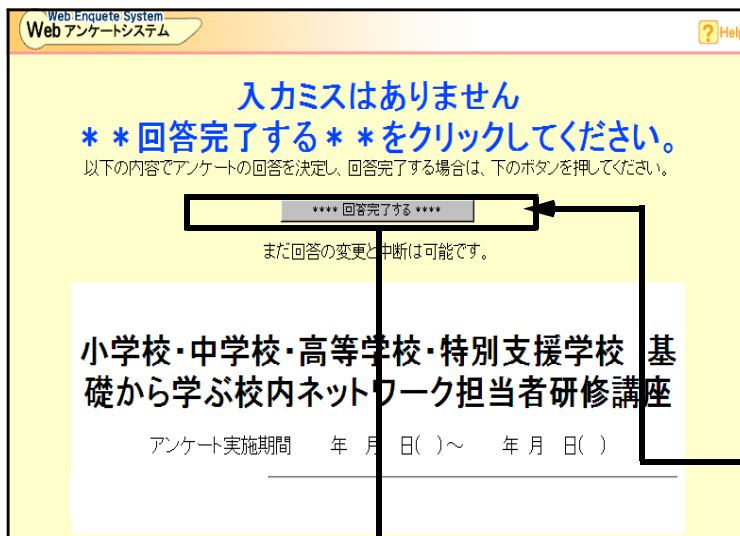 Web Enquete System
Web アンケートシステム
? Help
入力ミスはありません
＊＊回答完了する＊＊をクリックしてください。
以下の内容でアンケートの回答を決定し、回答完了する場合は、下のボタンを押してください。
**** 回答完了する ****
まだ回答の変更と中断は可能です。
小学校・中学校・高等学校・特別支援学校　基
礎から学ぶ校内ネットワーク担当者研修講座
アンケート実施期間　　年　月　日(　)～　　年 月　日(　)